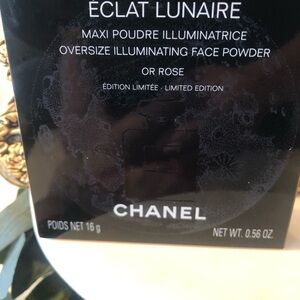 ÉCLAT LUNAIRE
MAXI POUDRE ILLUMINATRICE
OVERSIZE ILLUMINATING FACE POWDER
OR ROSE
ÉDITION LIMITÉE · LIMITED EDITION
CHANEL
POIDS NET 16 g
NET WT. 0.56 OZ.